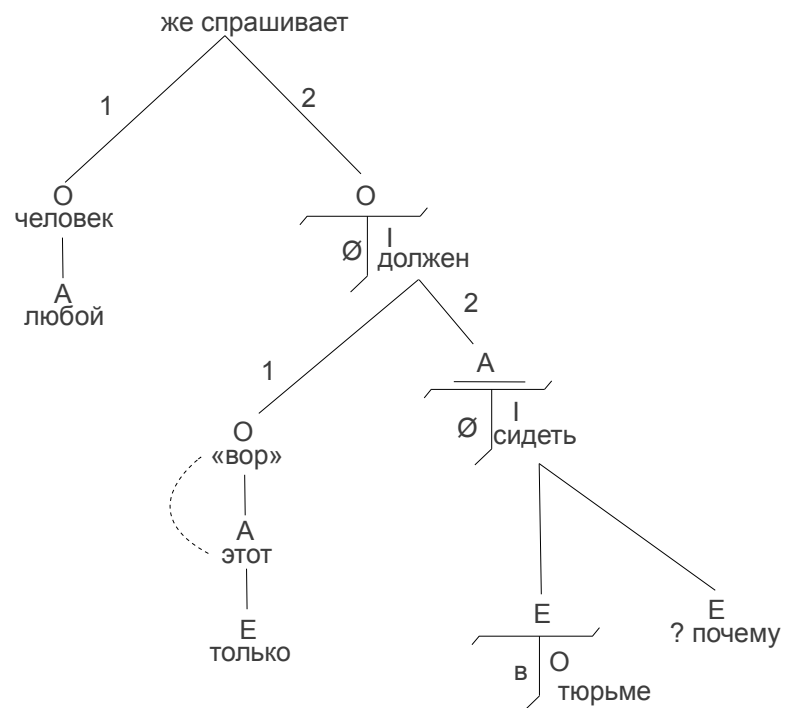 же спрашивает
1
2
О
человек
О
Ø
I
должен
А
любой
2
1
А
Ø
I
сидеть
О
«вор»
А
этот
Е
только
Е
Е
? почему
в
О
тюрьме